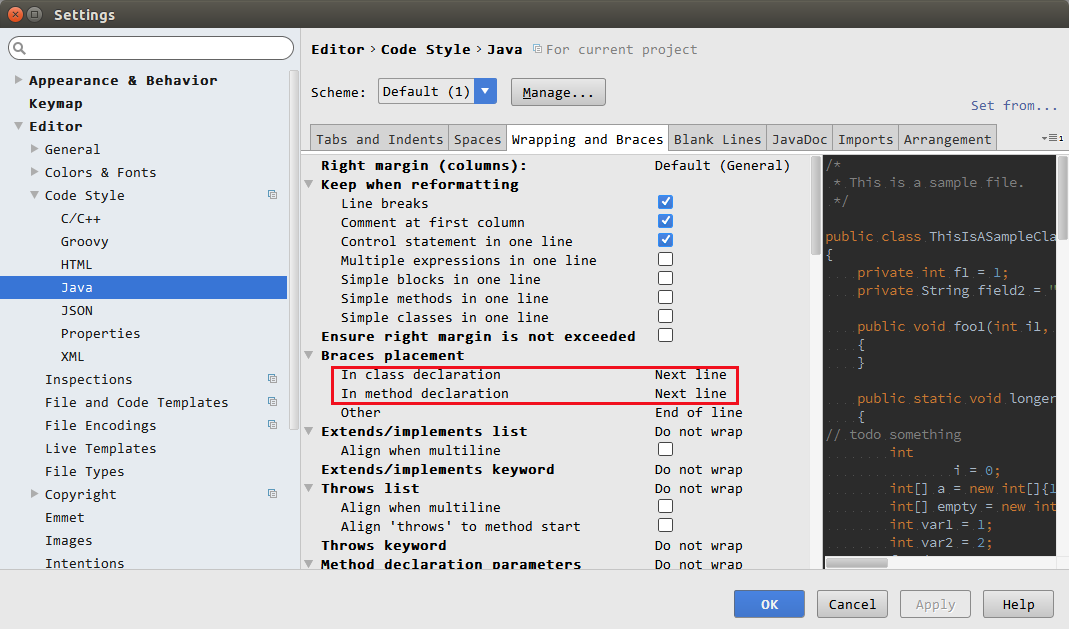 Settings
Editor › Code Style › Java For current project
Scheme: Default (1) Manage...
Set from...
Appearance & Behavior
Keymap
Editor
General
Colors & Fonts
Code Style
C/C++
Groovy
HTML
Java
JSON
Properties
XML
Inspections
File and Code Templates
File Encodings
Live Templates
File Types
Copyright
Emmet
Images
Intentions
Tabs and Indents Spaces Wrapping and Braces Blank Lines JavaDoc Imports Arrangement 1
Right margin (columns): Default (General)
Keep when reformatting
Line breaks
Comment at first column
Control statement in one line
Multiple expressions in one line
Simple blocks in one line
Simple methods in one line
Simple classes in one line
Ensure right margin is not exceeded
Braces placement
In class declaration Next line
In method declaration Next line
Other End of line
Extends/implements list Do not wrap
Align when multiline
Extends/implements keyword Do not wrap
Throws list Do not wrap
Align when multiline
Align 'throws' to method start
Throws keyword Do not wrap
Method declaration parameters Do not wrap
/*
* This is a sample file.
*/
public class ThisIsASampleCla
{
private int f1 = 1;
private String field2 = "
public void foo1(int i1,
{
}
public static void longer
{
// todo something
int
i = 0;
int[] a = new int[]{1
int[] empty = new int
int var1 = 1;
int var2 = 2;
OK Cancel Apply Help